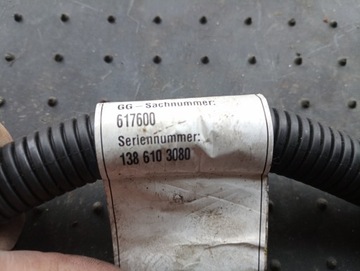 GG - Sachnummer:
617600
Seriennummer:
138 610 3080